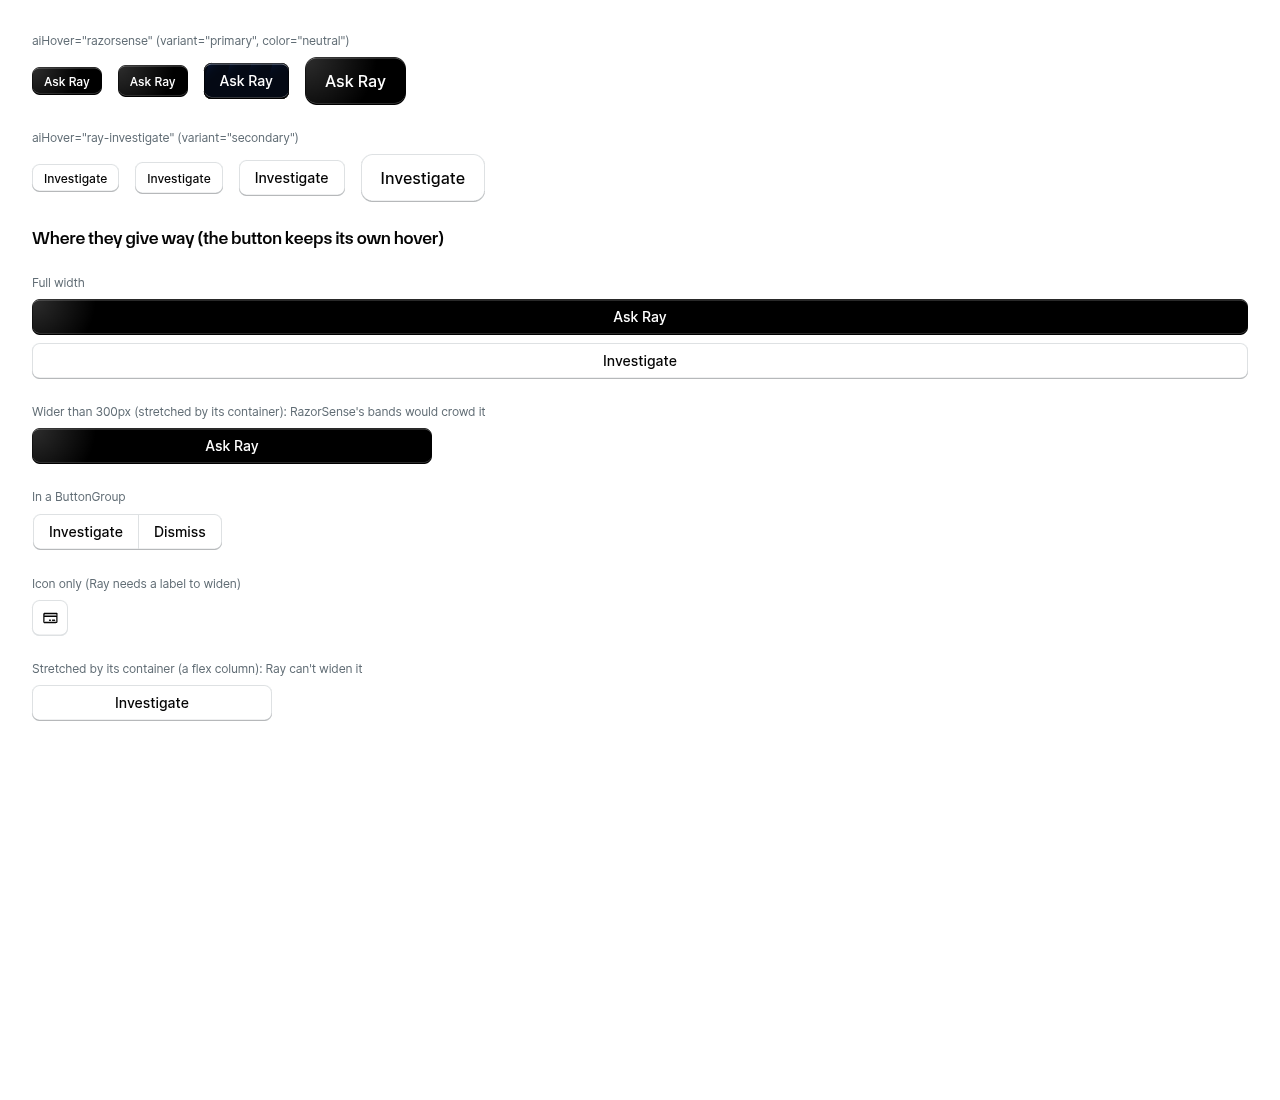 aiHover="razorsense" (variant="primary", color="neutral")
Ask Ray Ask Ray Ask Ray Ask Ray
aiHover="ray-investigate" (variant="secondary")
Investigate Investigate Investigate Investigate
Where they give way (the button keeps its own hover)
Full width
Ask Ray
Investigate
Wider than 300px (stretched by its container): RazorSense's bands would crowd it
Ask Ray
In a ButtonGroup
Investigate Dismiss
Icon only (Ray needs a label to widen)
Stretched by its container (a flex column): Ray can't widen it
Investigate